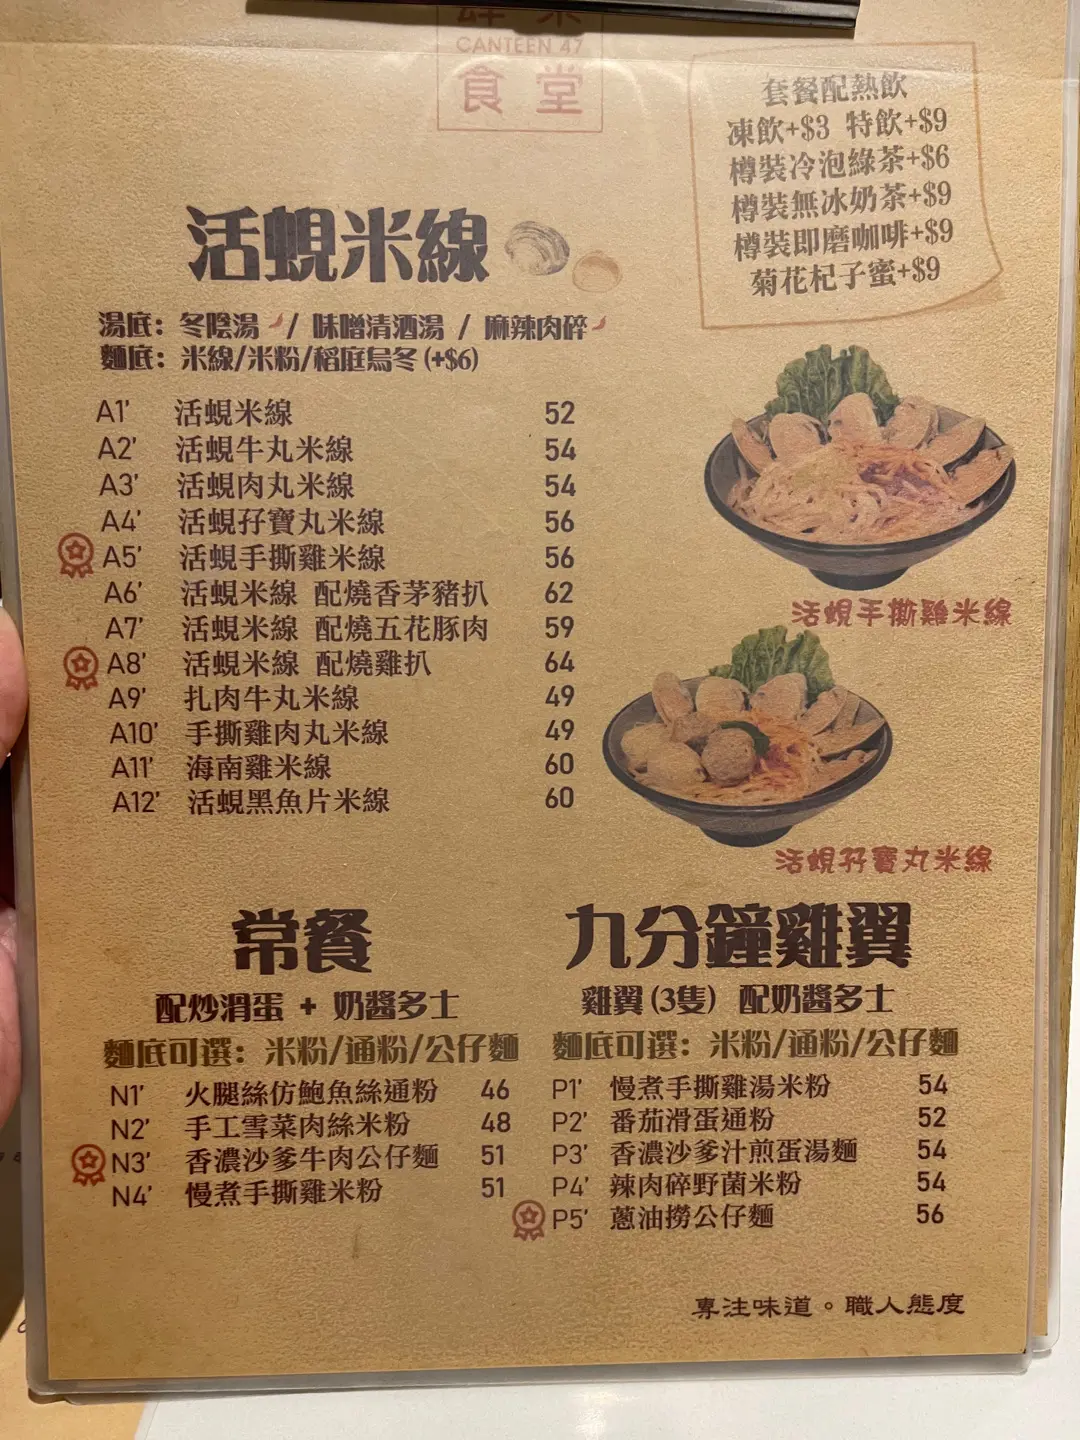 CANTEEN 47
食堂
套餐配熱飲
凍飲+$3 特飲+$9
樽裝冷泡綠茶+$6
樽裝無冰奶茶+$9
樽裝即磨咖啡+$9
菊花杞子蜜+$9
活蜆米線
湯底：冬陰湯 / 味噌清酒湯 / 麻辣肉碎
麵底：米線/米粉/稻庭烏冬 (+$6)
A1' 活蜆米線 52
A2' 活蜆牛丸米線 54
A3' 活蜆肉丸米線 54
A4' 活蜆孖寶丸米線 56
A5' 活蜆手撕雞米線 56
A6' 活蜆米線 配燒香茅豬扒 62
A7' 活蜆米線 配燒五花豚肉 59
A8' 活蜆米線 配燒雞扒 64
A9' 扎肉牛丸米線 49
A10' 手撕雞肉丸米線 49
A11' 海南雞米線 60
A12' 活蜆黑魚片米線 60
活蜆手撕雞米線
活蜆孖寶丸米線
常餐
配炒滑蛋 + 奶醬多士
麵底可選：米粉/通粉/公仔麵
N1' 火腿絲仿鮑魚絲通粉 46
N2' 手工雪菜肉絲米粉 48
N3' 香濃沙爹牛肉公仔麵 51
N4' 慢煮手撕雞米粉 51
九分鐘雞翼
雞翼 (3隻) 配奶醬多士
麵底可選：米粉/通粉/公仔麵
P1' 慢煮手撕雞湯米粉 54
P2' 番茄滑蛋通粉 52
P3' 香濃沙爹汁煎蛋湯麵 54
P4' 辣肉碎野菌米粉 54
P5' 蔥油撈公仔麵 56
專注味道。職人態度